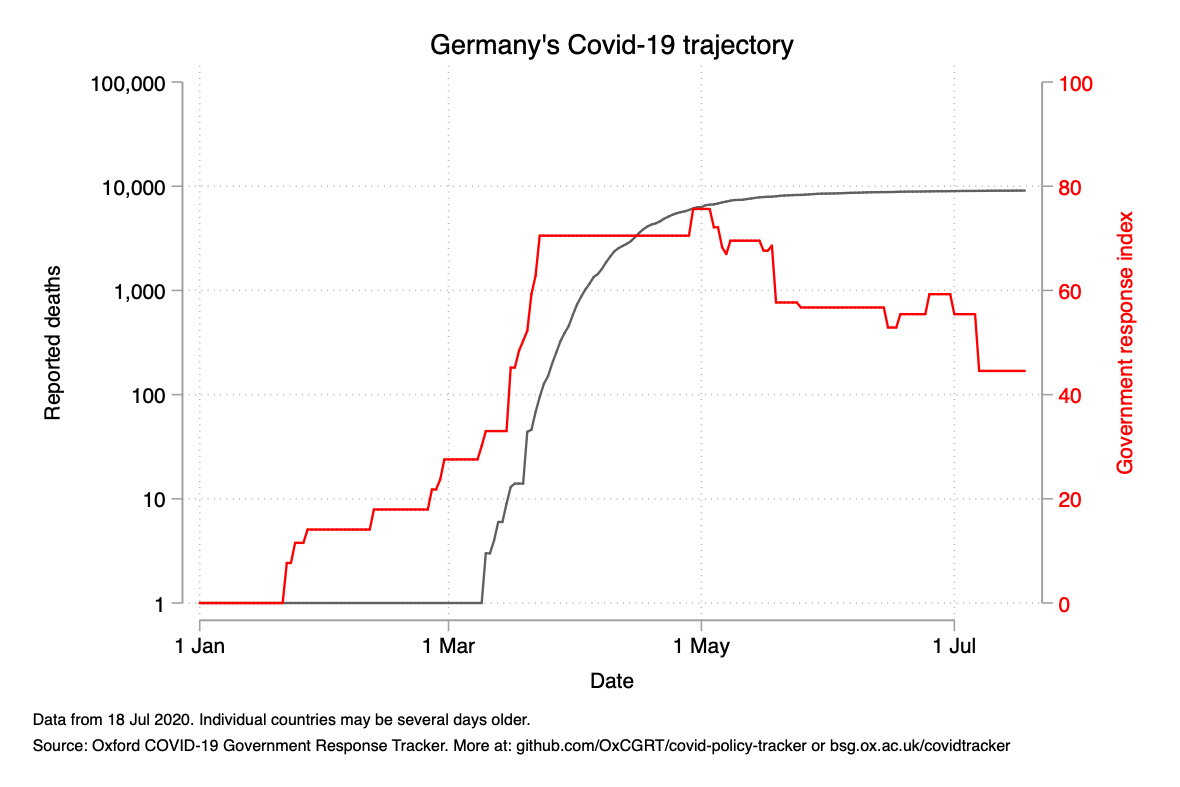 Germany's Covid-19 trajectory
100,000
10,000
1,000
100
10
1
Reported deaths
100
80
60
40
20
0
Government response index
1 Jan
1 Mar
1 May
1 Jul
Date
Data from 18 Jul 2020. Individual countries may be several days older.
Source: Oxford COVID-19 Government Response Tracker. More at: github.com/OxCGRT/covid-policy-tracker or bsg.ox.ac.uk/covidtracker